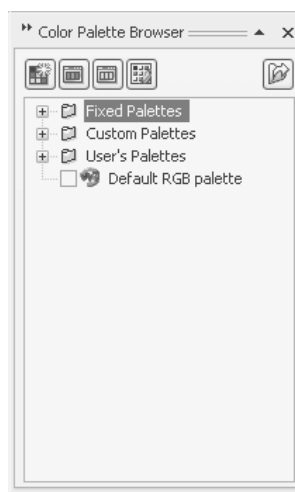 Color Palette Browser
Fixed Palettes
Custom Palettes
User's Palettes
Default RGB palette